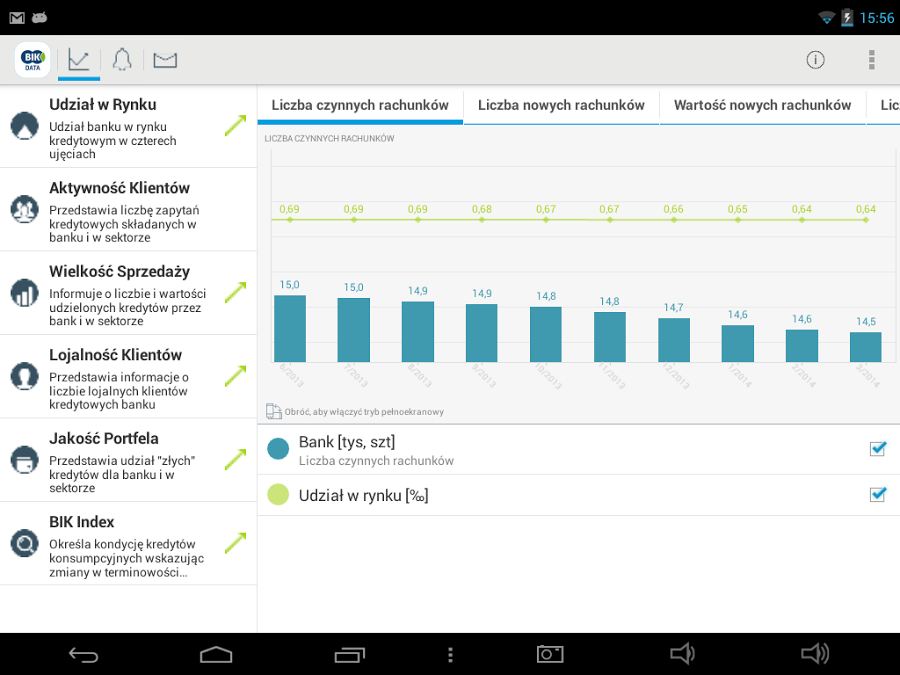 15:56
BIK
DATA
Udział w Rynku
Udział banku w rynku
kredytowym w czterech
ujęciach
Aktywność Klientów
Przedstawia liczbę zapytań
kredytowych składanych w
banku i w sektorze
Wielkość Sprzedaży
Informuje o liczbie i wartości
udzielonych kredytów przez
bank i w sektorze
Lojalność Klientów
Przedstawia informacje o
liczbie lojalnych klientów
kredytowych banku
Jakość Portfela
Przedstawia udział "złych"
kredytów dla banku i w
sektorze
BIK Index
Określa kondycję kredytów
konsumpcyjnych wskazując
zmiany w terminowości...
Liczba czynnych rachunków
Liczba nowych rachunków
Wartość nowych rachunków
Lic
LICZBA CZYNNYCH RACHUNKÓW
0,69 0,69 0,69 0,68 0,67 0,67 0,66 0,65 0,64 0,64
15,0 15,0 14,9 14,9 14,8 14,8 14,7 14,6 14,6 14,5
6/2013 7/2013 8/2013 9/2013 10/2013 11/2013 12/2013 1/2014 2/2014 3/2014
Obróć, aby włączyć tryb pełnoekranowy
Bank [tys, szt]
Liczba czynnych rachunków
Udział w rynku [‰]